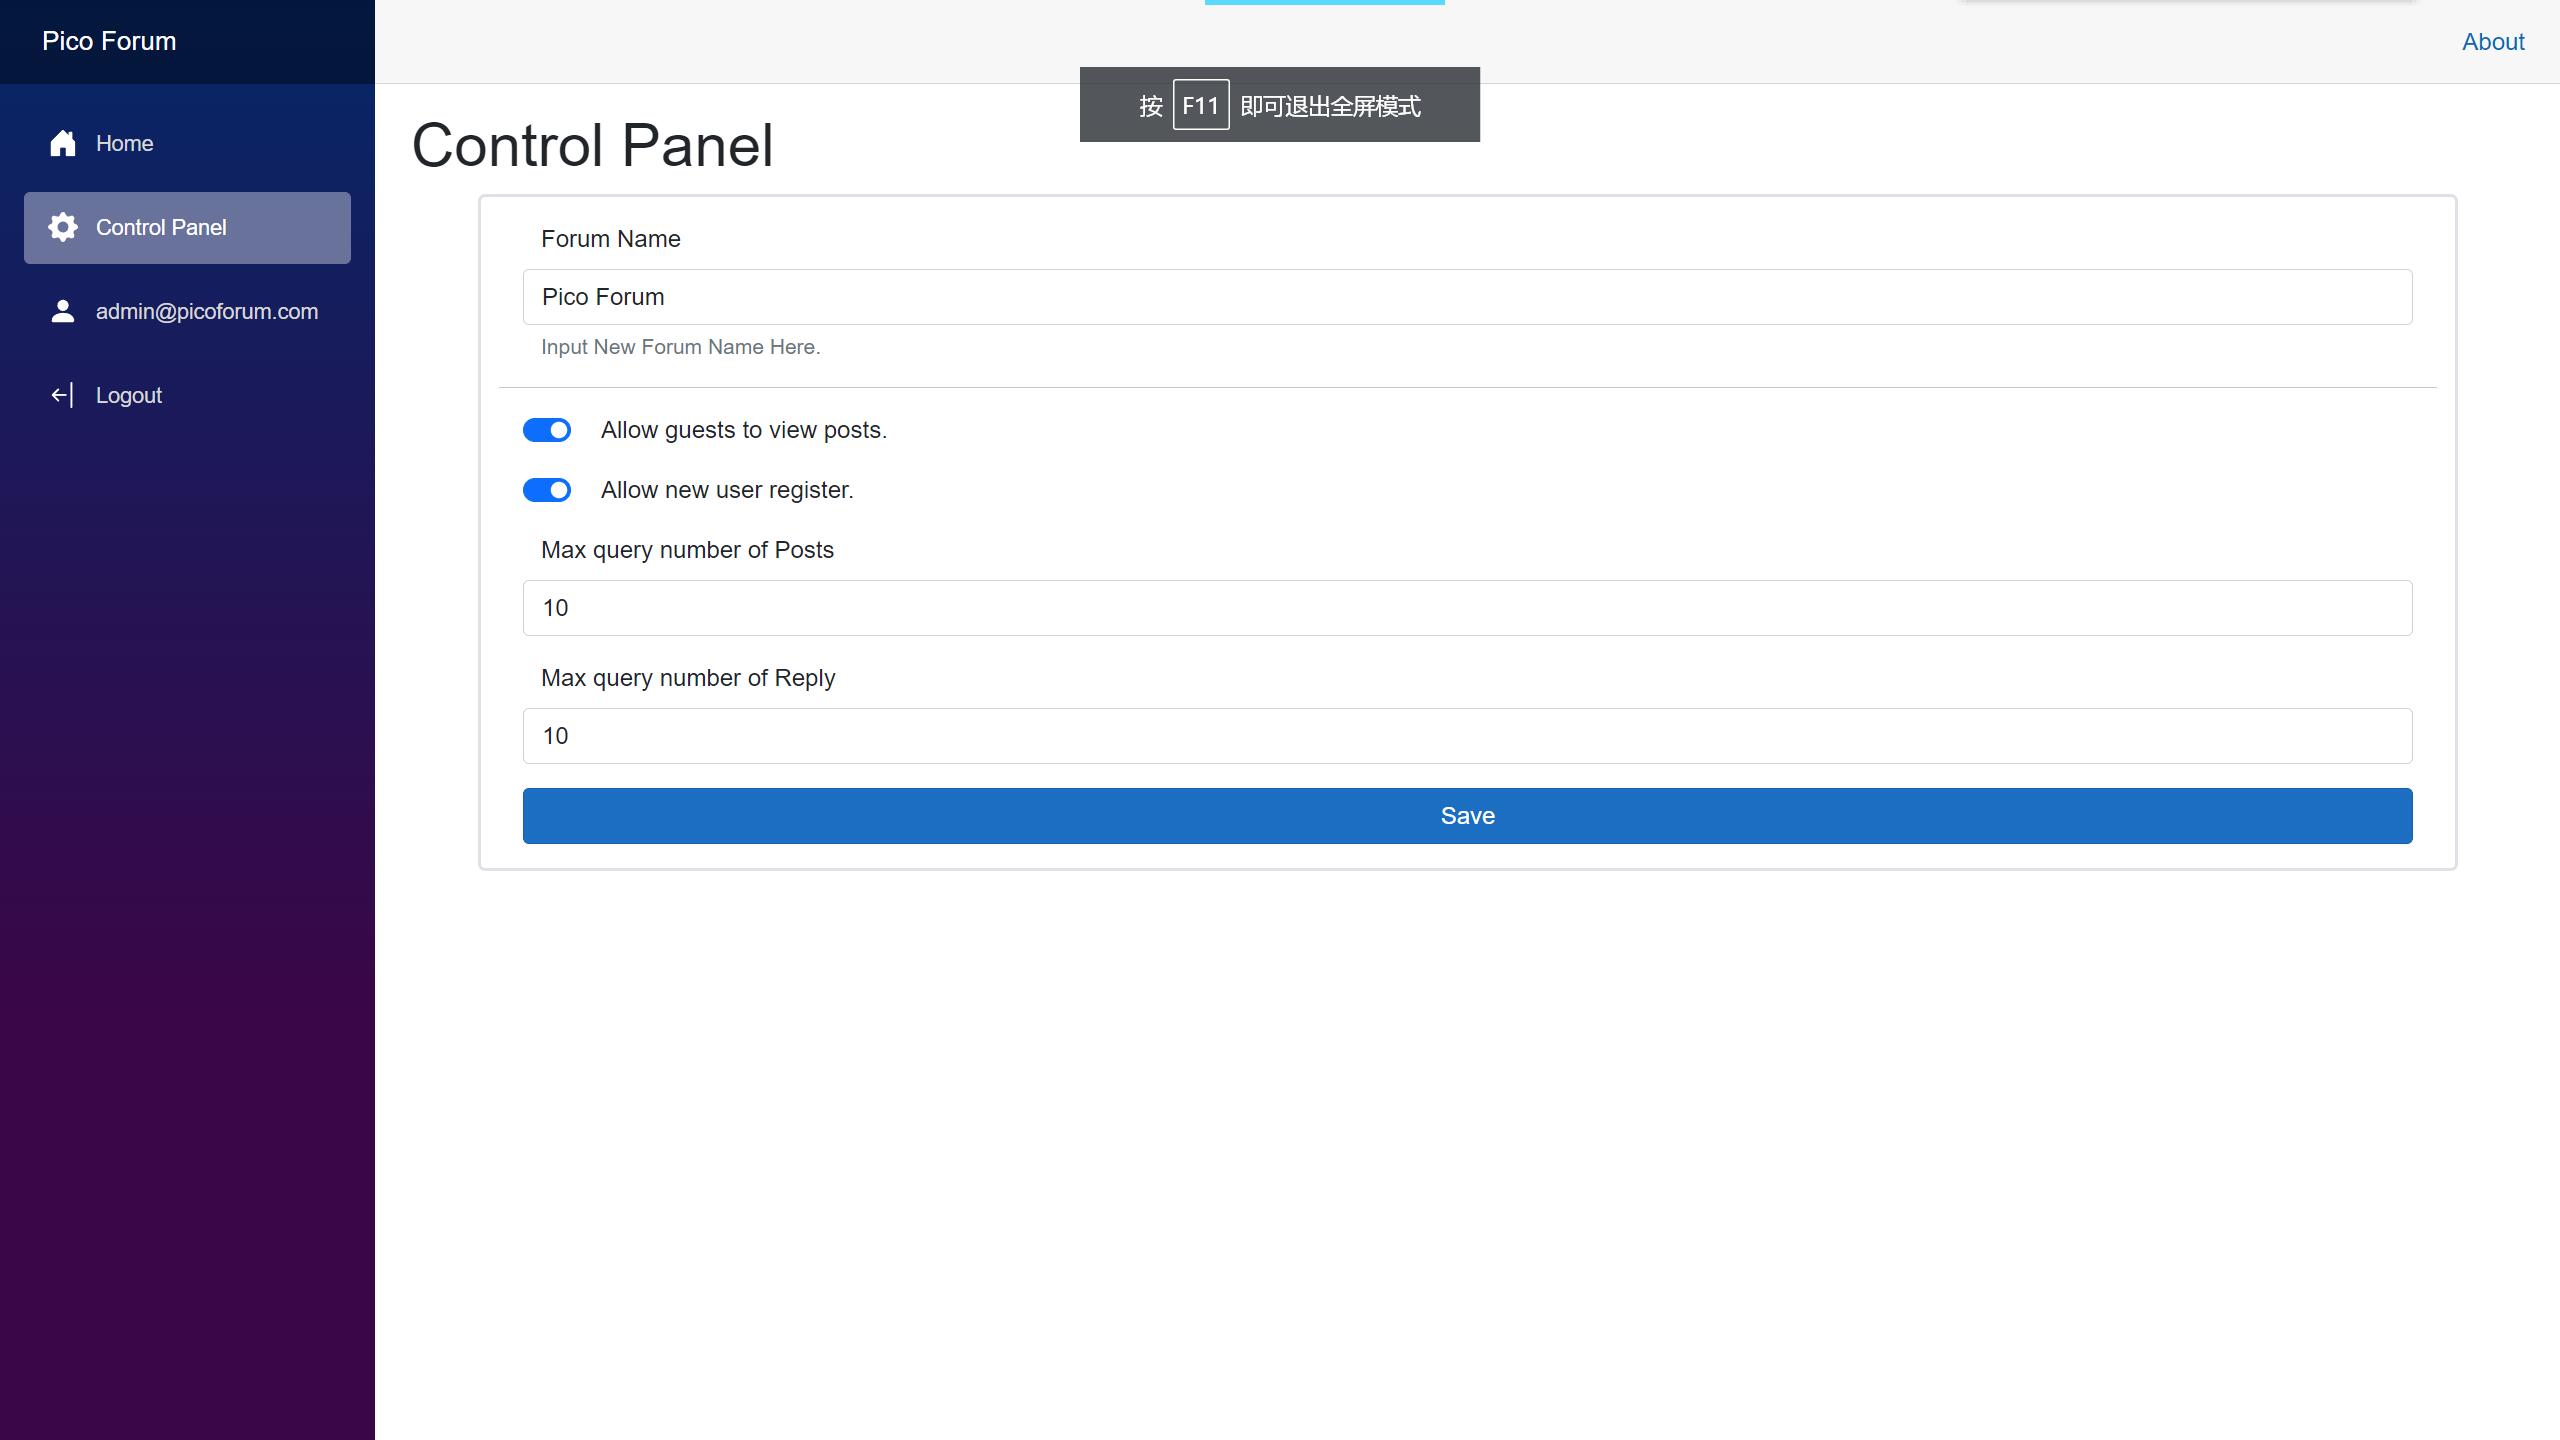 Pico Forum
About
按 F11 即可退出全屏模式
Home
Control Panel
admin@picoforum.com
Logout
Control Panel
Forum Name
Pico Forum
Input New Forum Name Here.
Allow guests to view posts.
Allow new user register.
Max query number of Posts
10
Max query number of Reply
10
Save